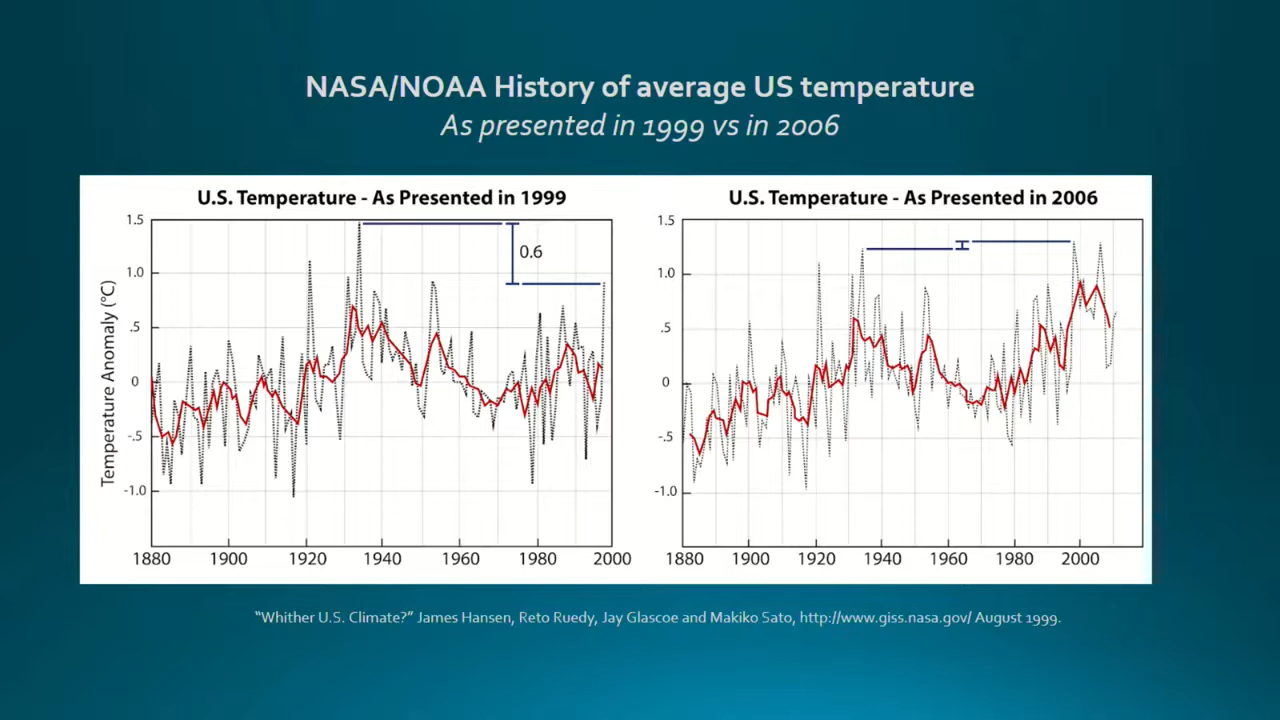 NASA/NOAA History of average US temperature
As presented in 1999 vs in 2006
U.S. Temperature - As Presented in 1999
Temperature Anomaly (°C)
1.5
1.0
.5
0
-.5
-1.0
0.6
1880 1900 1920 1940 1960 1980 2000
U.S. Temperature - As Presented in 2006
1.5
1.0
.5
0
-.5
-1.0
1880 1900 1920 1940 1960 1980 2000
“Whither U.S. Climate?” James Hansen, Reto Ruedy, Jay Glascoe and Makiko Sato, http://www.giss.nasa.gov/ August 1999.